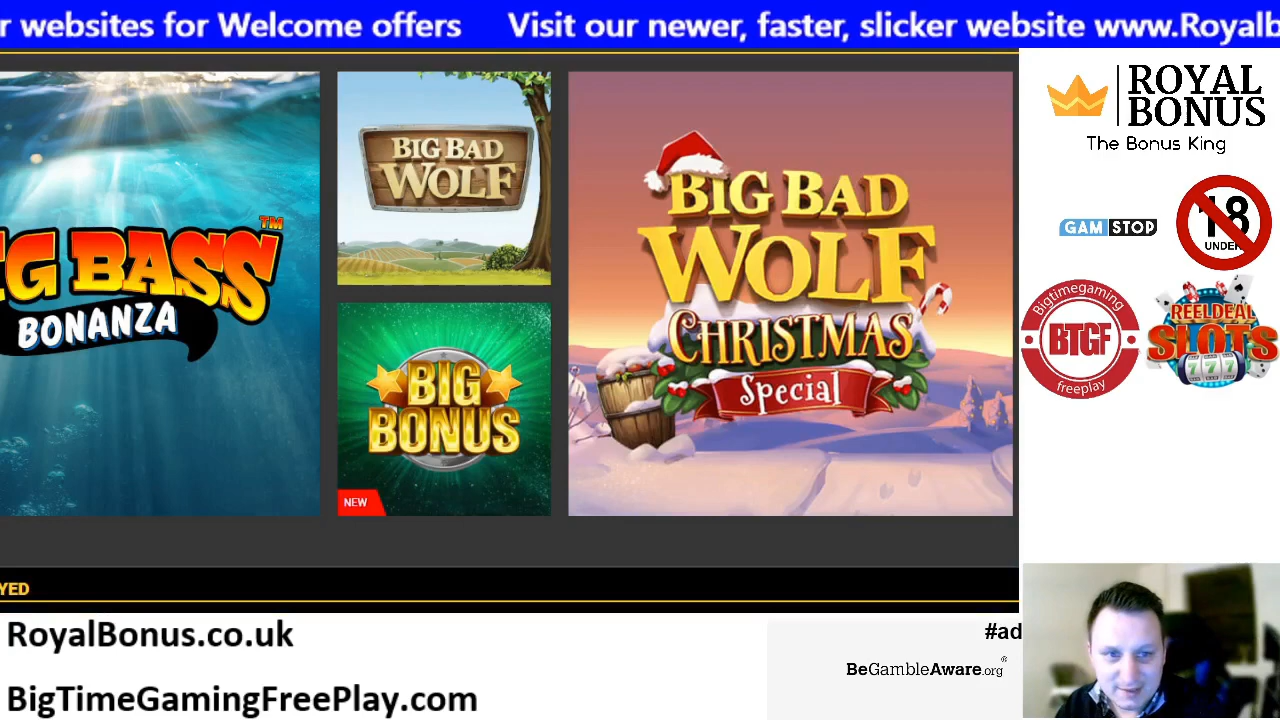 r websites for Welcome offers Visit our newer, faster, slicker website www.Royalb
ROYAL
BONUS
The Bonus King
GAMSTOP
18
UNDER
Bigtimegaming
BTGF
freeplay
REELDEAL
SLOTS
777
G BASS™
BONANZA
BIG BAD
WOLF
BIG
BONUS
NEW
BIG BAD
WOLF
CHRISTMAS
Special
YED
RoyalBonus.co.uk
BigTimeGamingFreePlay.com
#ad
BeGambleAware.org®